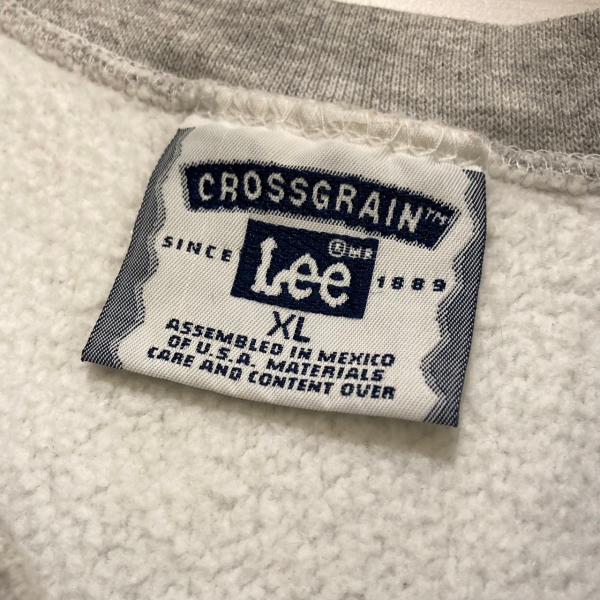 CROSSGRAIN™
SINCE Lee ® MR 1889
XL
ASSEMBLED IN MEXICO
OF U.S.A. MATERIALS
CARE AND CONTENT OVER